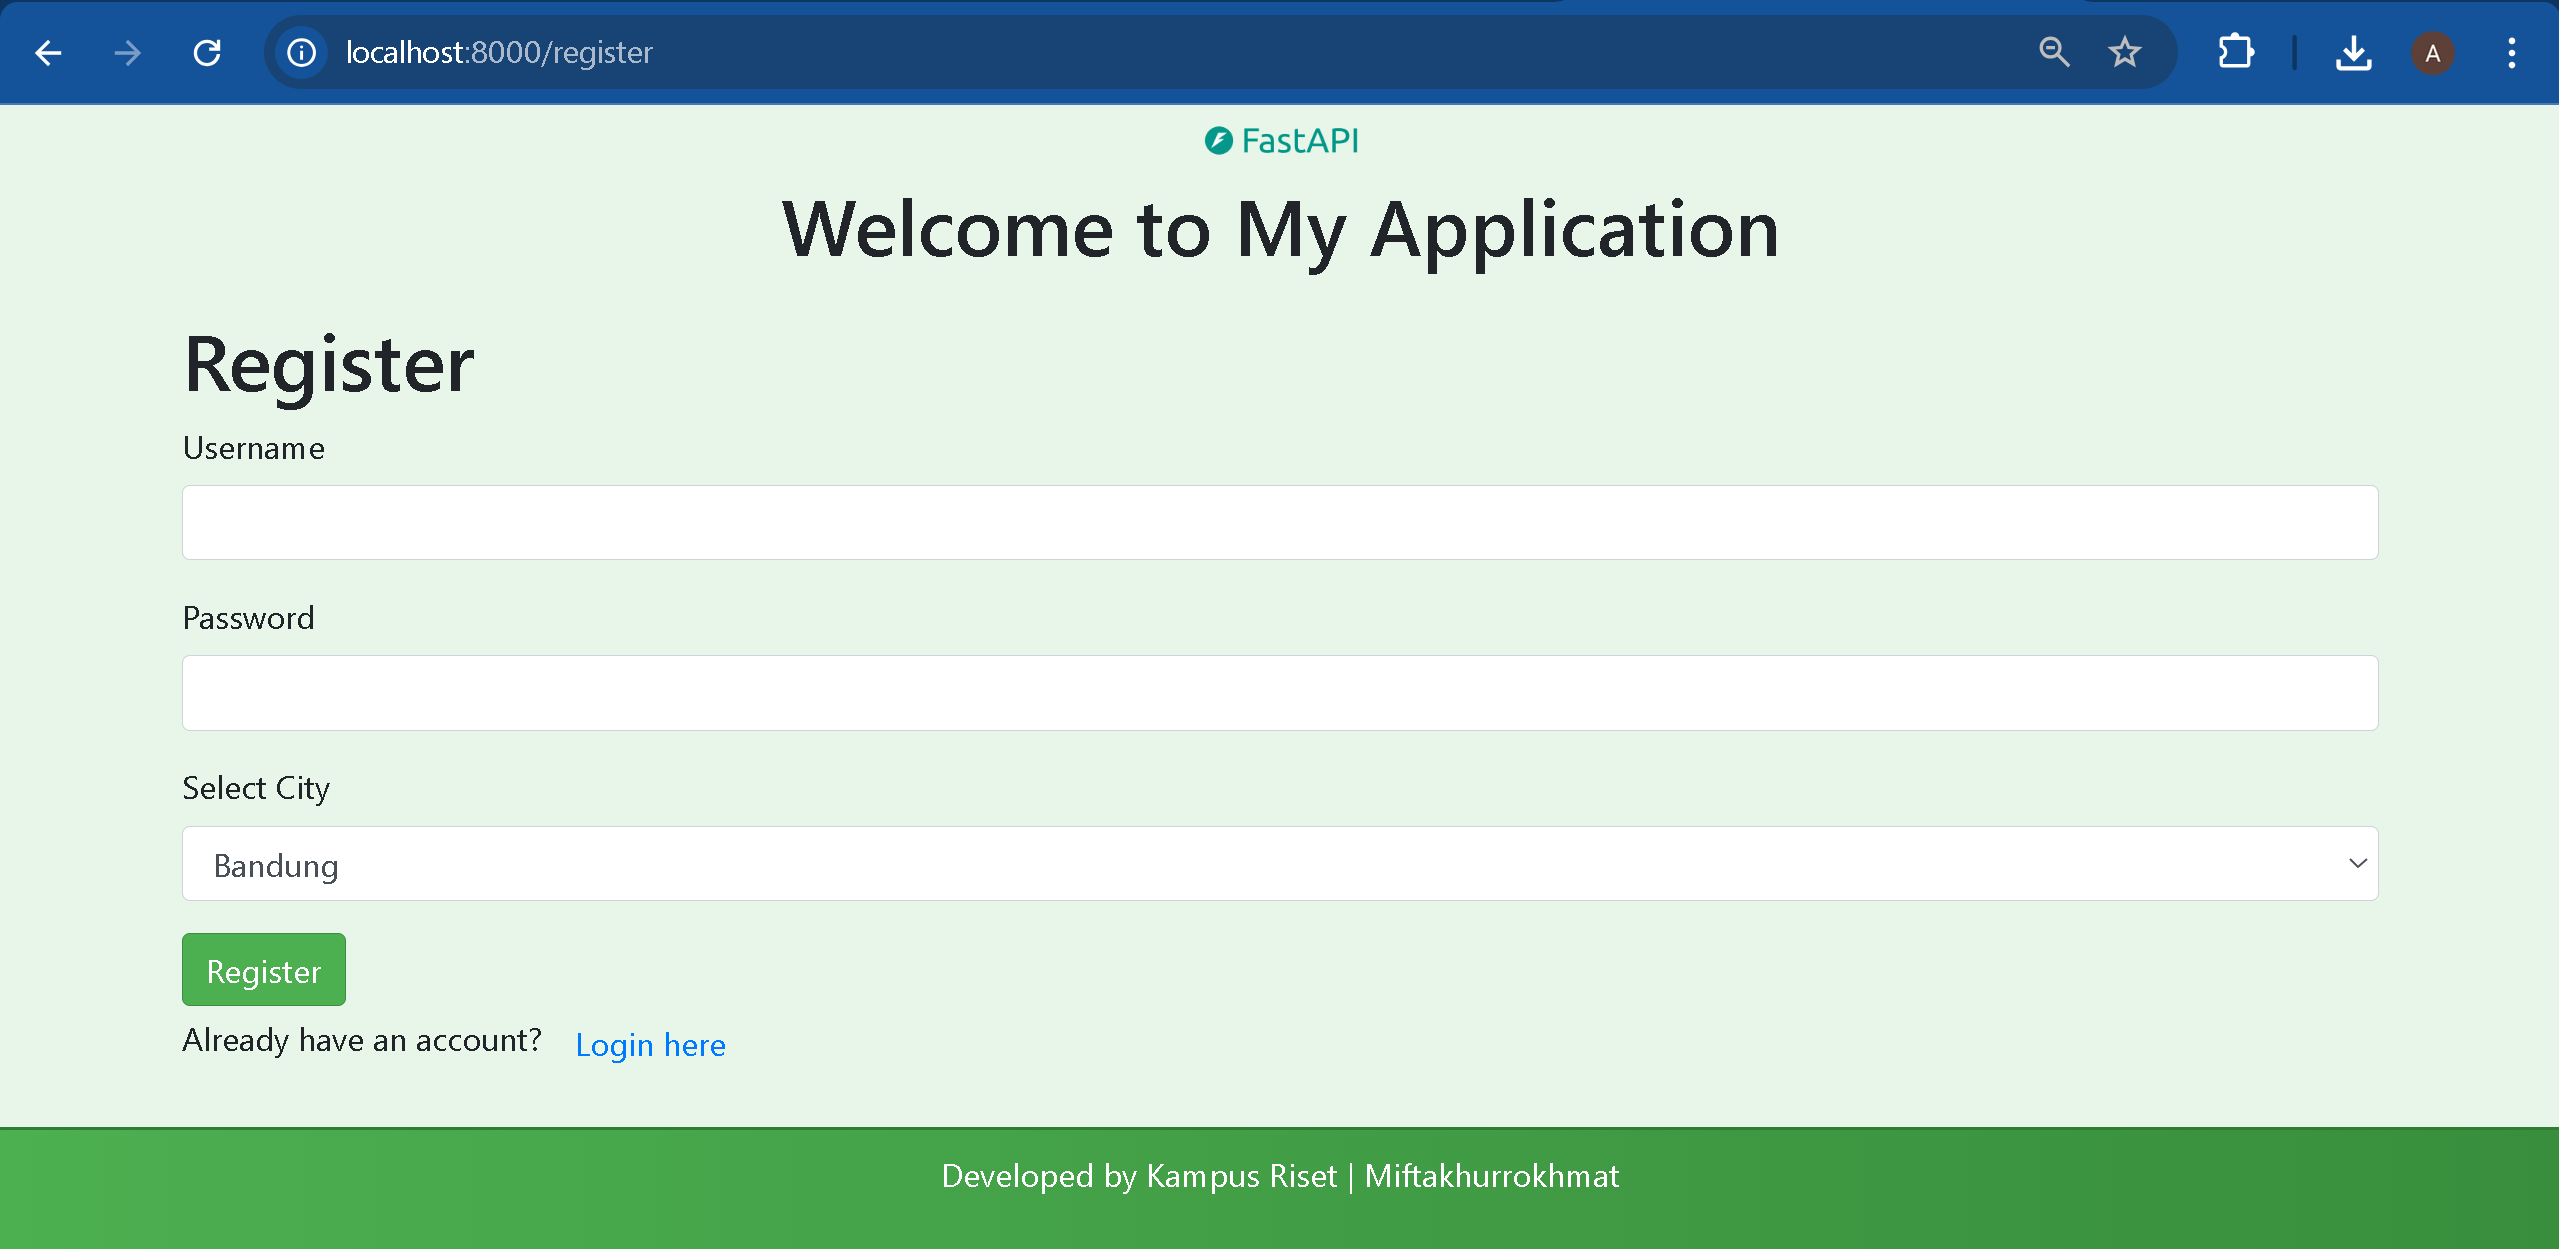 localhost:8000/register
A
FastAPI
Welcome to My Application
Register
Username
Password
Select City
Bandung
Register
Already have an account? Login here
Developed by Kampus Riset | Miftakhurrokhmat